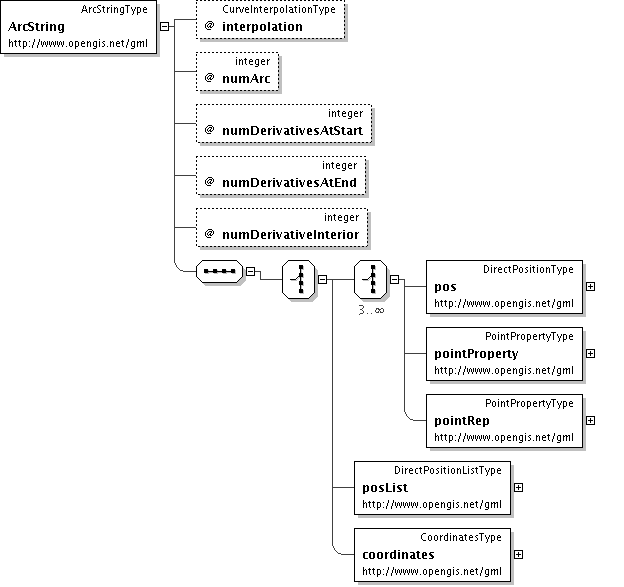 ArcStringType
ArcString
http://www.opengis.net/gml
CurveInterpolationType
@ interpolation
integer
@ numArc
integer
@ numDerivativesAtStart
integer
@ numDerivativesAtEnd
integer
@ numDerivativeInterior
3..∞
DirectPositionType
pos
http://www.opengis.net/gml
PointPropertyType
pointProperty
http://www.opengis.net/gml
PointPropertyType
pointRep
http://www.opengis.net/gml
DirectPositionListType
posList
http://www.opengis.net/gml
CoordinatesType
coordinates
http://www.opengis.net/gml